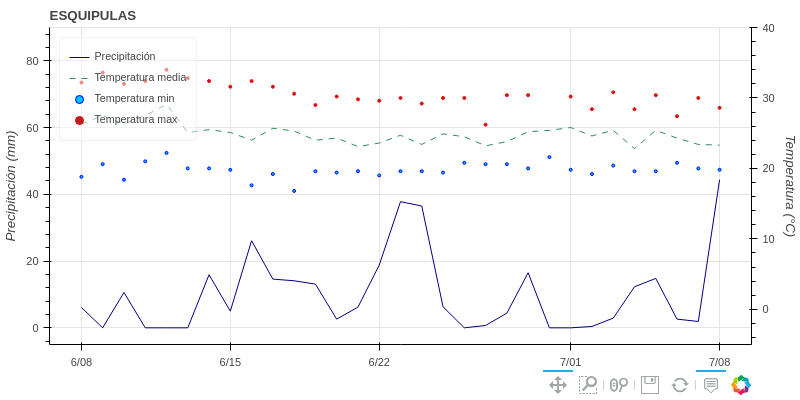 ESQUIPULAS
Precipitación
Temperatura media
Temperatura min
Temperatura max
Precipitación (mm)
80
60
40
20
0
Temperatura (°C)
40
30
20
10
0
6/08 6/15 6/22 7/01 7/08